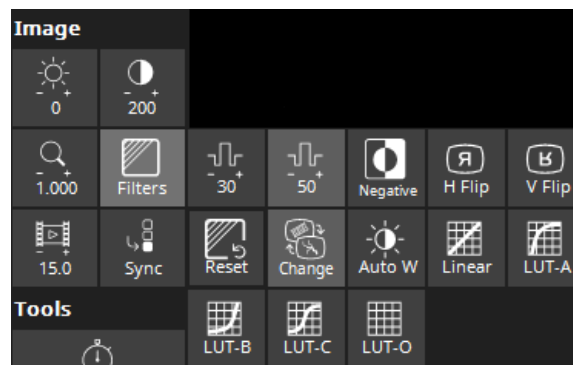 Image
- +
0
- +
200
- +
1.000
Filters
- +
30
- +
50
Negative
Я
H Flip
V Flip
- +
15.0
Sync
Reset
Change
Auto W
Linear
LUT-A
Tools
LUT-B
LUT-C
LUT-O